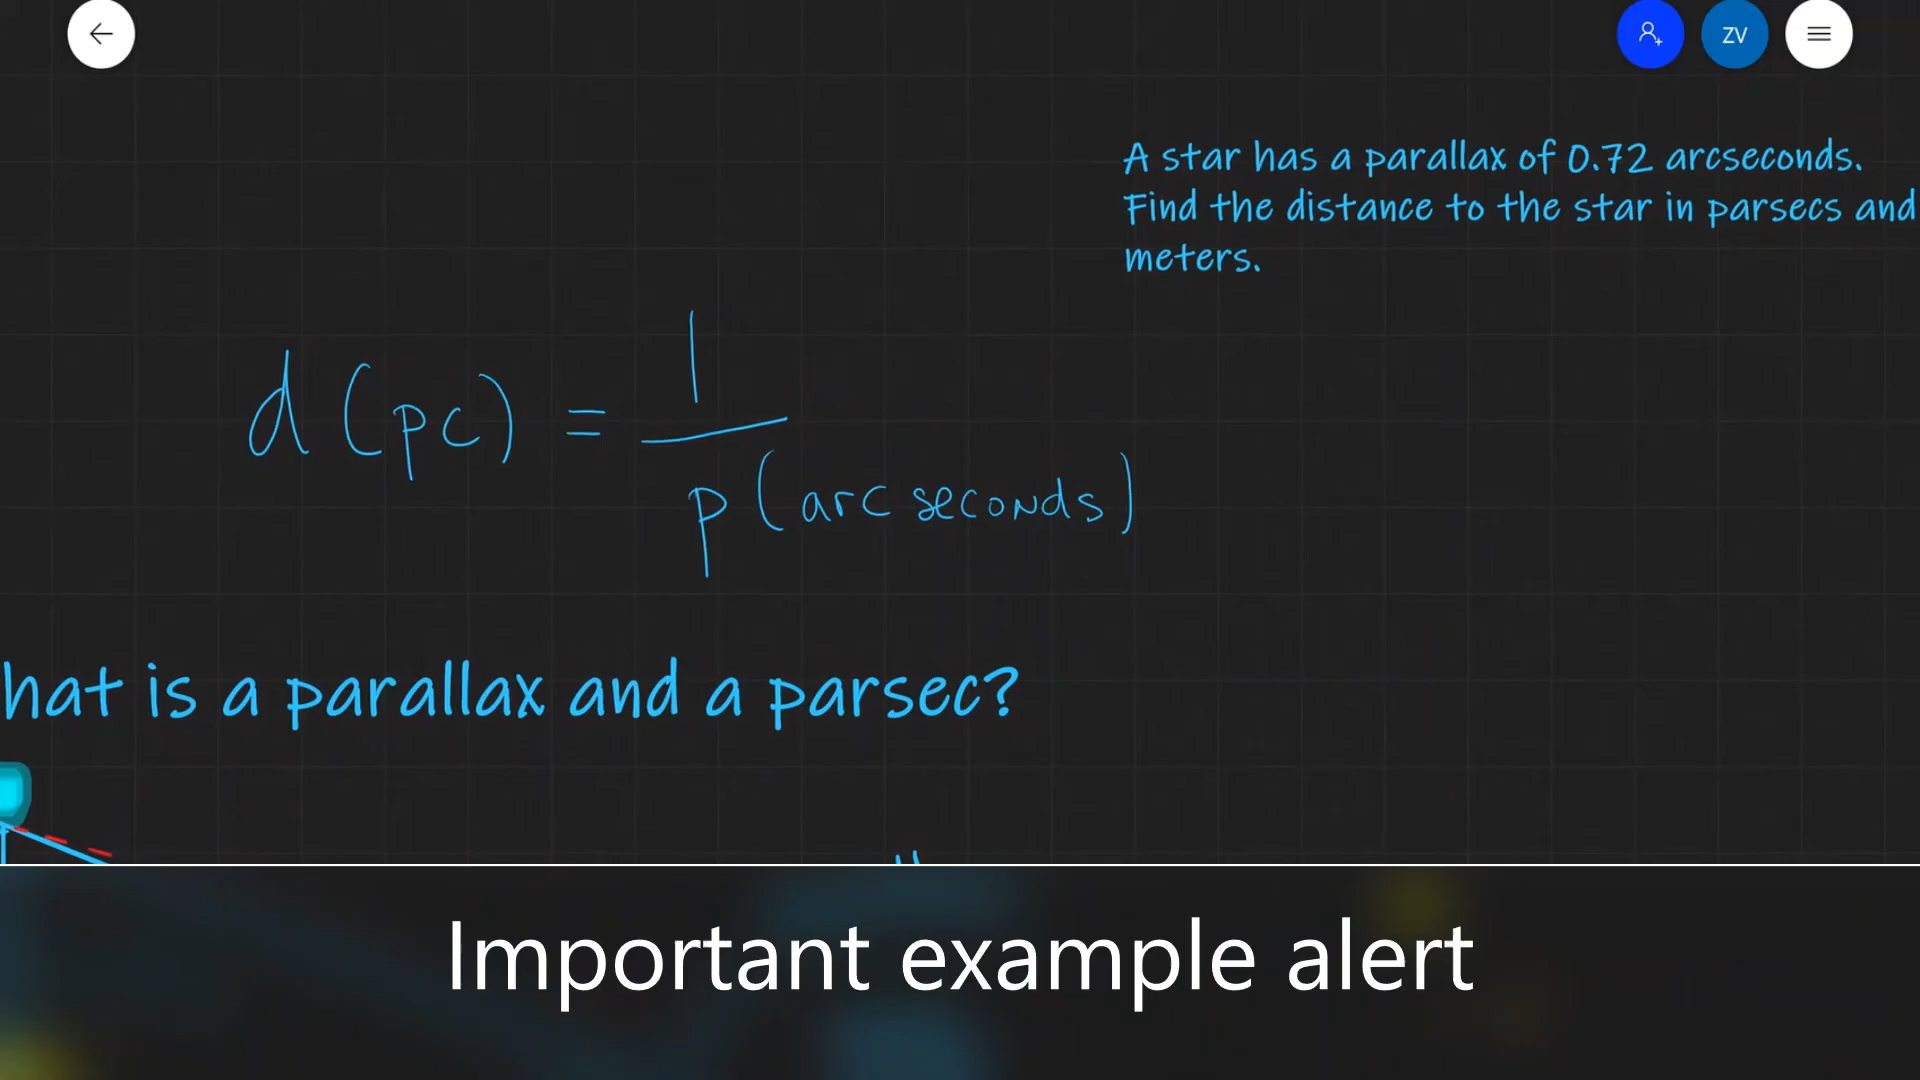 ZV
A star has a parallax of 0.72 arcseconds.
Find the distance to the star in parsecs and
meters.
d (pc) = 1
p (arc seconds)
hat is a parallax and a parsec?
Important example alert